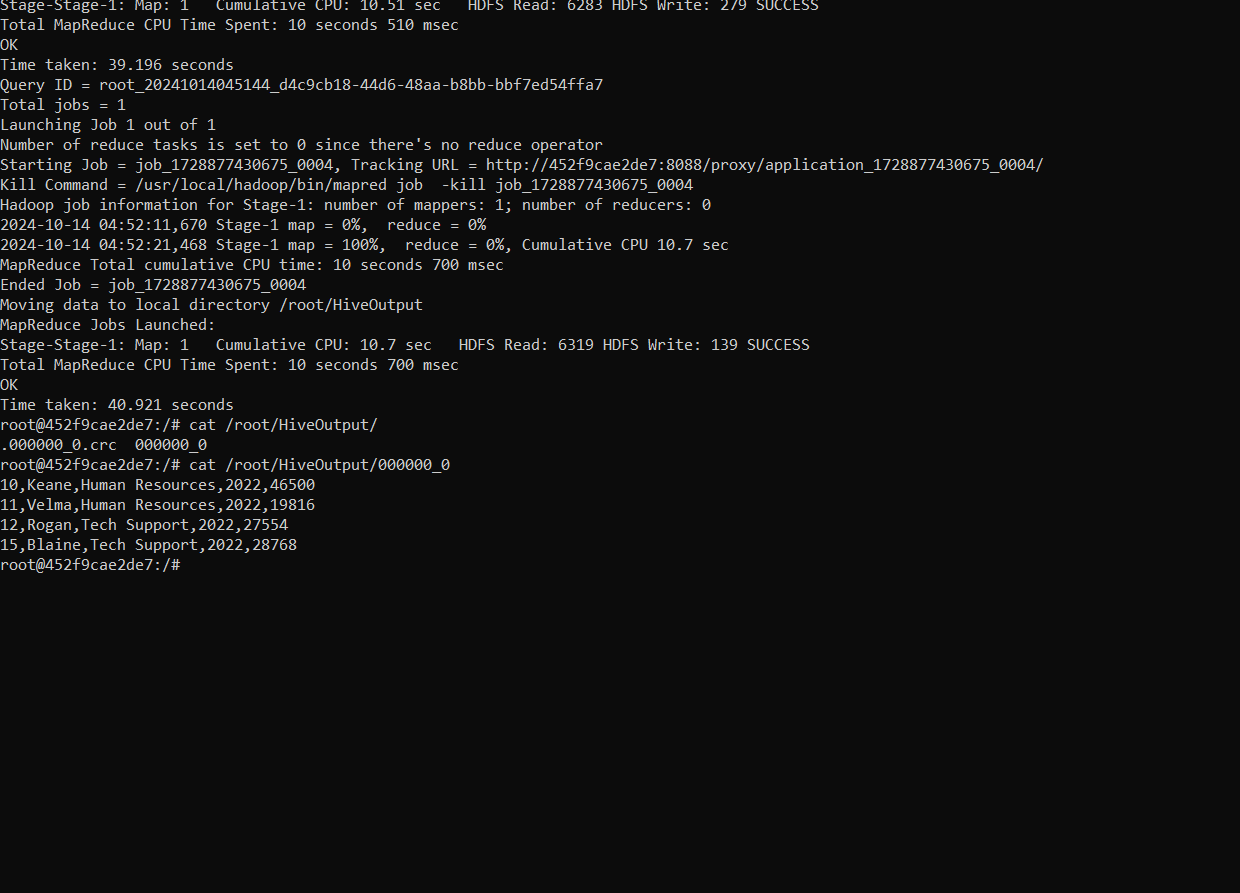 Stage-Stage-1: Map: 1   Cumulative CPU: 10.51 sec   HDFS Read: 6283 HDFS Write: 279 SUCCESS
Total MapReduce CPU Time Spent: 10 seconds 510 msec
OK
Time taken: 39.196 seconds
Query ID = root_20241014045144_d4c9cb18-44d6-48aa-b8bb-bbf7ed54ffa7
Total jobs = 1
Launching Job 1 out of 1
Number of reduce tasks is set to 0 since there's no reduce operator
Starting Job = job_1728877430675_0004, Tracking URL = http://452f9cae2de7:8088/proxy/application_1728877430675_0004/
Kill Command = /usr/local/hadoop/bin/mapred job  -kill job_1728877430675_0004
Hadoop job information for Stage-1: number of mappers: 1; number of reducers: 0
2024-10-14 04:52:11,670 Stage-1 map = 0%,  reduce = 0%
2024-10-14 04:52:21,468 Stage-1 map = 100%,  reduce = 0%, Cumulative CPU 10.7 sec
MapReduce Total cumulative CPU time: 10 seconds 700 msec
Ended Job = job_1728877430675_0004
Moving data to local directory /root/HiveOutput
MapReduce Jobs Launched:
Stage-Stage-1: Map: 1   Cumulative CPU: 10.7 sec   HDFS Read: 6319 HDFS Write: 139 SUCCESS
Total MapReduce CPU Time Spent: 10 seconds 700 msec
OK
Time taken: 40.921 seconds
root@452f9cae2de7:/# cat /root/HiveOutput/
.000000_0.crc  000000_0
root@452f9cae2de7:/# cat /root/HiveOutput/000000_0
10,Keane,Human Resources,2022,46500
11,Velma,Human Resources,2022,19816
12,Rogan,Tech Support,2022,27554
15,Blaine,Tech Support,2022,28768
root@452f9cae2de7:/#